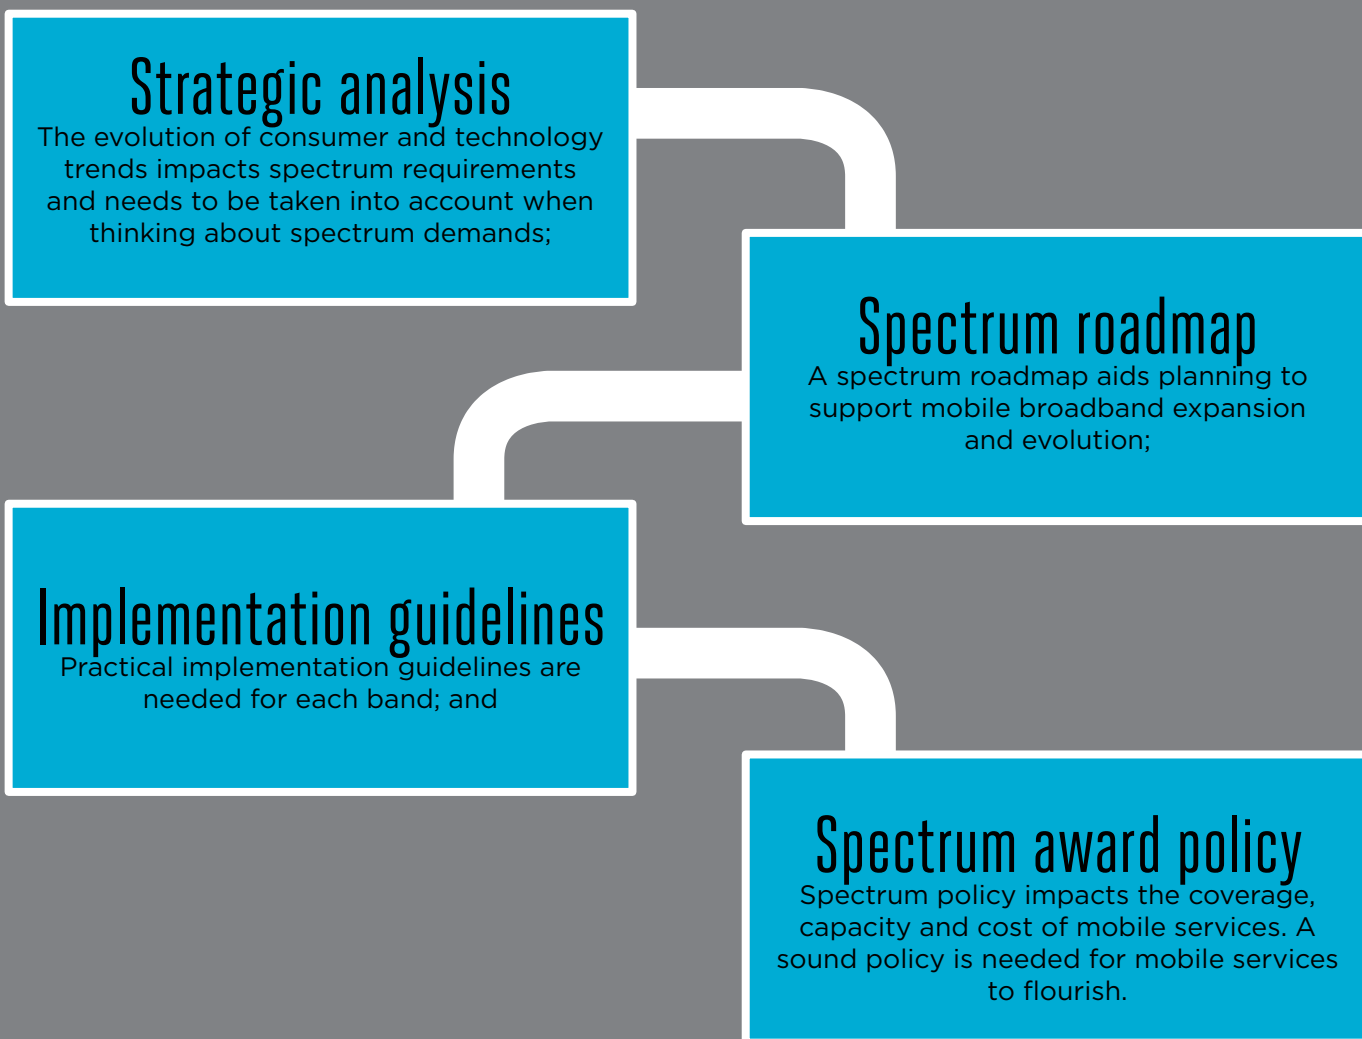 Strategic analysis
The evolution of consumer and technology
trends impacts spectrum requirements
and needs to be taken into account when
thinking about spectrum demands;
Spectrum roadmap
A spectrum roadmap aids planning to
support mobile broadband expansion
and evolution;
Implementation guidelines
Practical implementation guidelines are
needed for each band; and
Spectrum award policy
Spectrum policy impacts the coverage,
capacity and cost of mobile services. A
sound policy is needed for mobile services
to flourish.